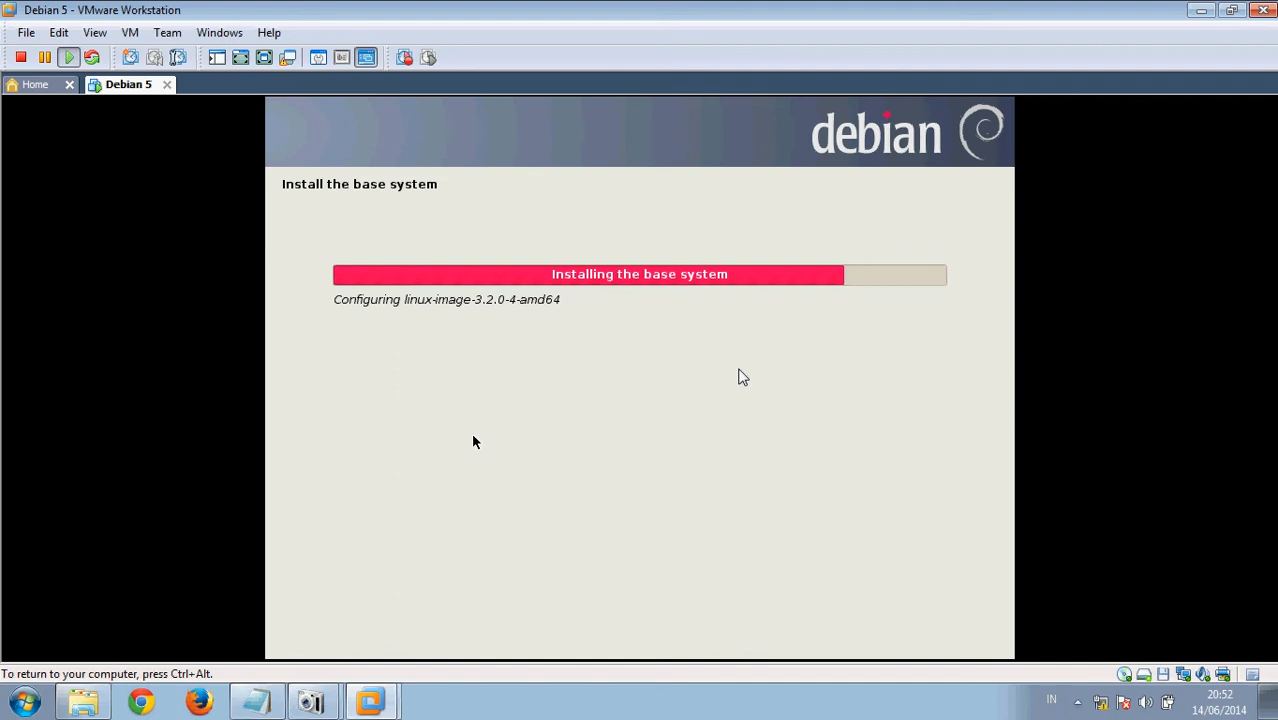 Debian 5 - VMware Workstation
File Edit View VM Team Windows Help
Home Debian 5
debian
Install the base system
Installing the base system
Configuring linux-image-3.2.0-4-amd64
To return to your computer, press Ctrl+Alt.
IN
20:52
14/06/2014